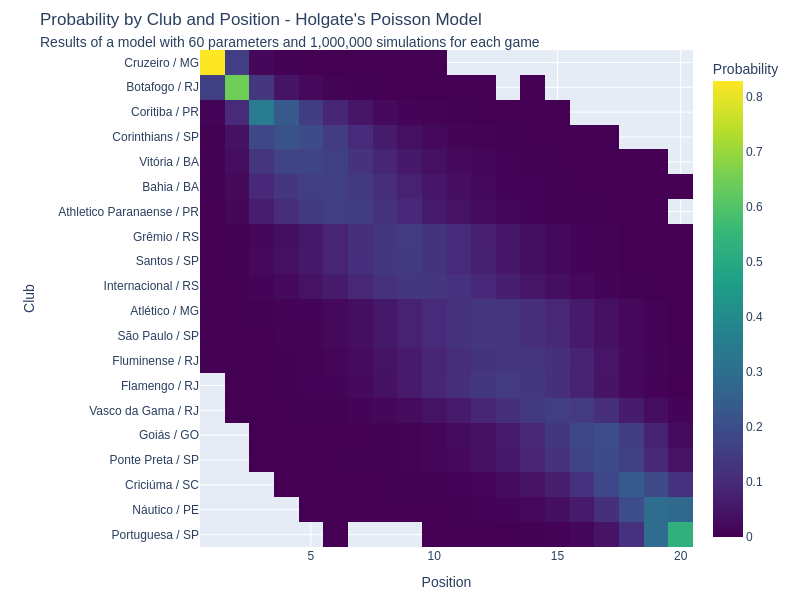 Probability by Club and Position - Holgate's Poisson Model
Results of a model with 60 parameters and 1,000,000 simulations for each game
Probability
Cruzeiro / MG
Botafogo / RJ
Coritiba / PR
Corinthians / SP
Vitória / BA
Bahia / BA
Athletico Paranaense / PR
Grêmio / RS
Santos / SP
Internacional / RS
Atlético / MG
São Paulo / SP
Fluminense / RJ
Flamengo / RJ
Vasco da Gama / RJ
Goiás / GO
Ponte Preta / SP
Criciúma / SC
Náutico / PE
Portuguesa / SP
Club
5 10 15 20
Position
0.8
0.7
0.6
0.5
0.4
0.3
0.2
0.1
0